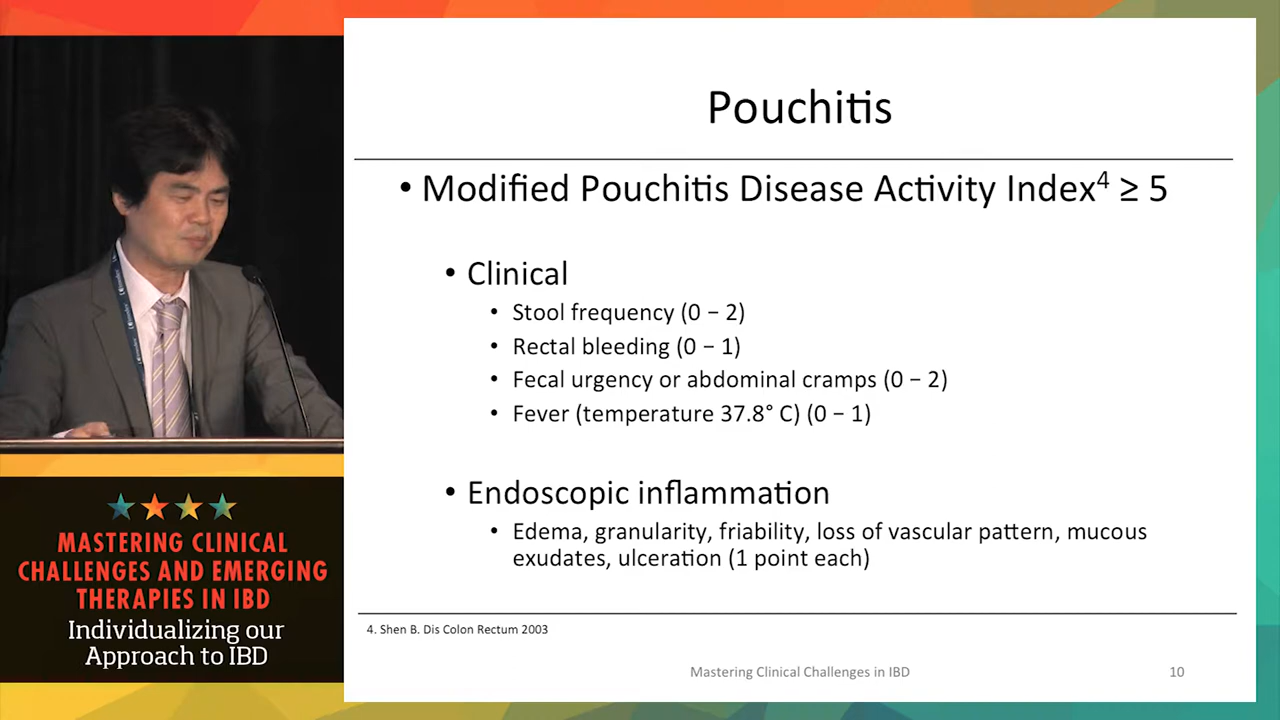 Pouchitis
• Modified Pouchitis Disease Activity Index4 ≥ 5
• Clinical
• Stool frequency (0 – 2)
• Rectal bleeding (0 – 1)
• Fecal urgency or abdominal cramps (0 – 2)
• Fever (temperature 37.8° C) (0 – 1)
• Endoscopic inflammation
• Edema, granularity, friability, loss of vascular pattern, mucous
exudates, ulceration (1 point each)
4. Shen B. Dis Colon Rectum 2003
Mastering Clinical Challenges in IBD
10
MASTERING CLINICAL
CHALLENGES AND EMERGING
THERAPIES IN IBD
Individualizing our
Approach to IBD